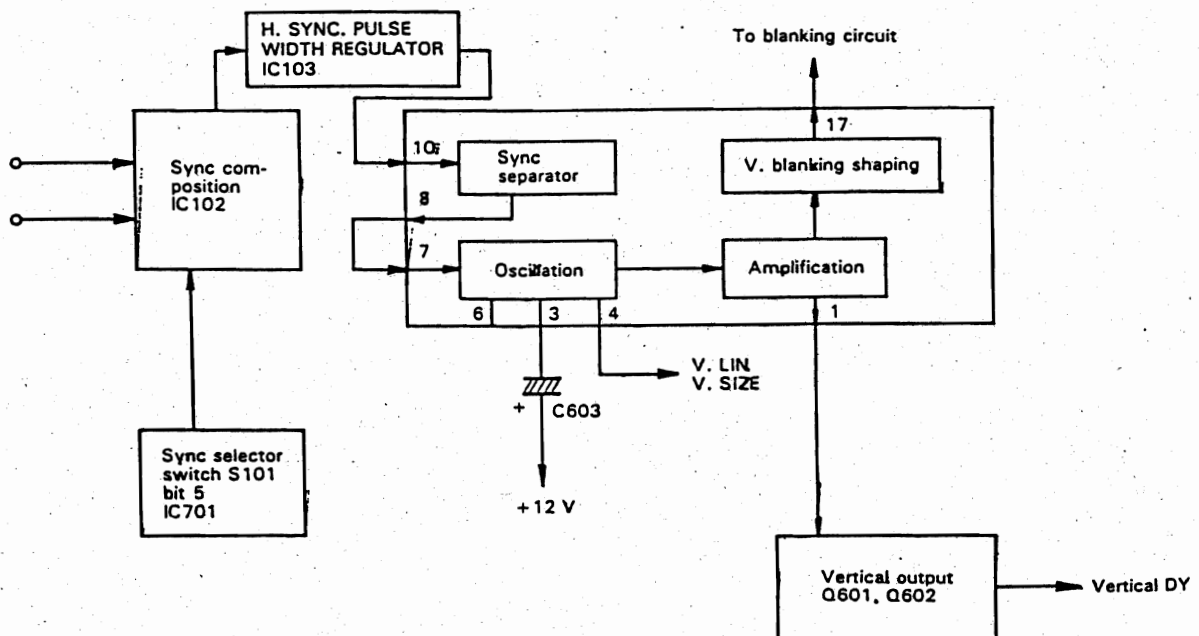 H. SYNC. PULSE
WIDTH REGULATOR
IC103
To blanking circuit
Sync com-
position
IC102
10
Sync
separator
17
V. blanking shaping
8
7
Oscillation
Amplification
6
3
4
1
V. LIN.
V. SIZE
+
C603
+12 V
Sync selector
switch S101
bit 5
IC701
Vertical output
Q601, Q602
Vertical DY